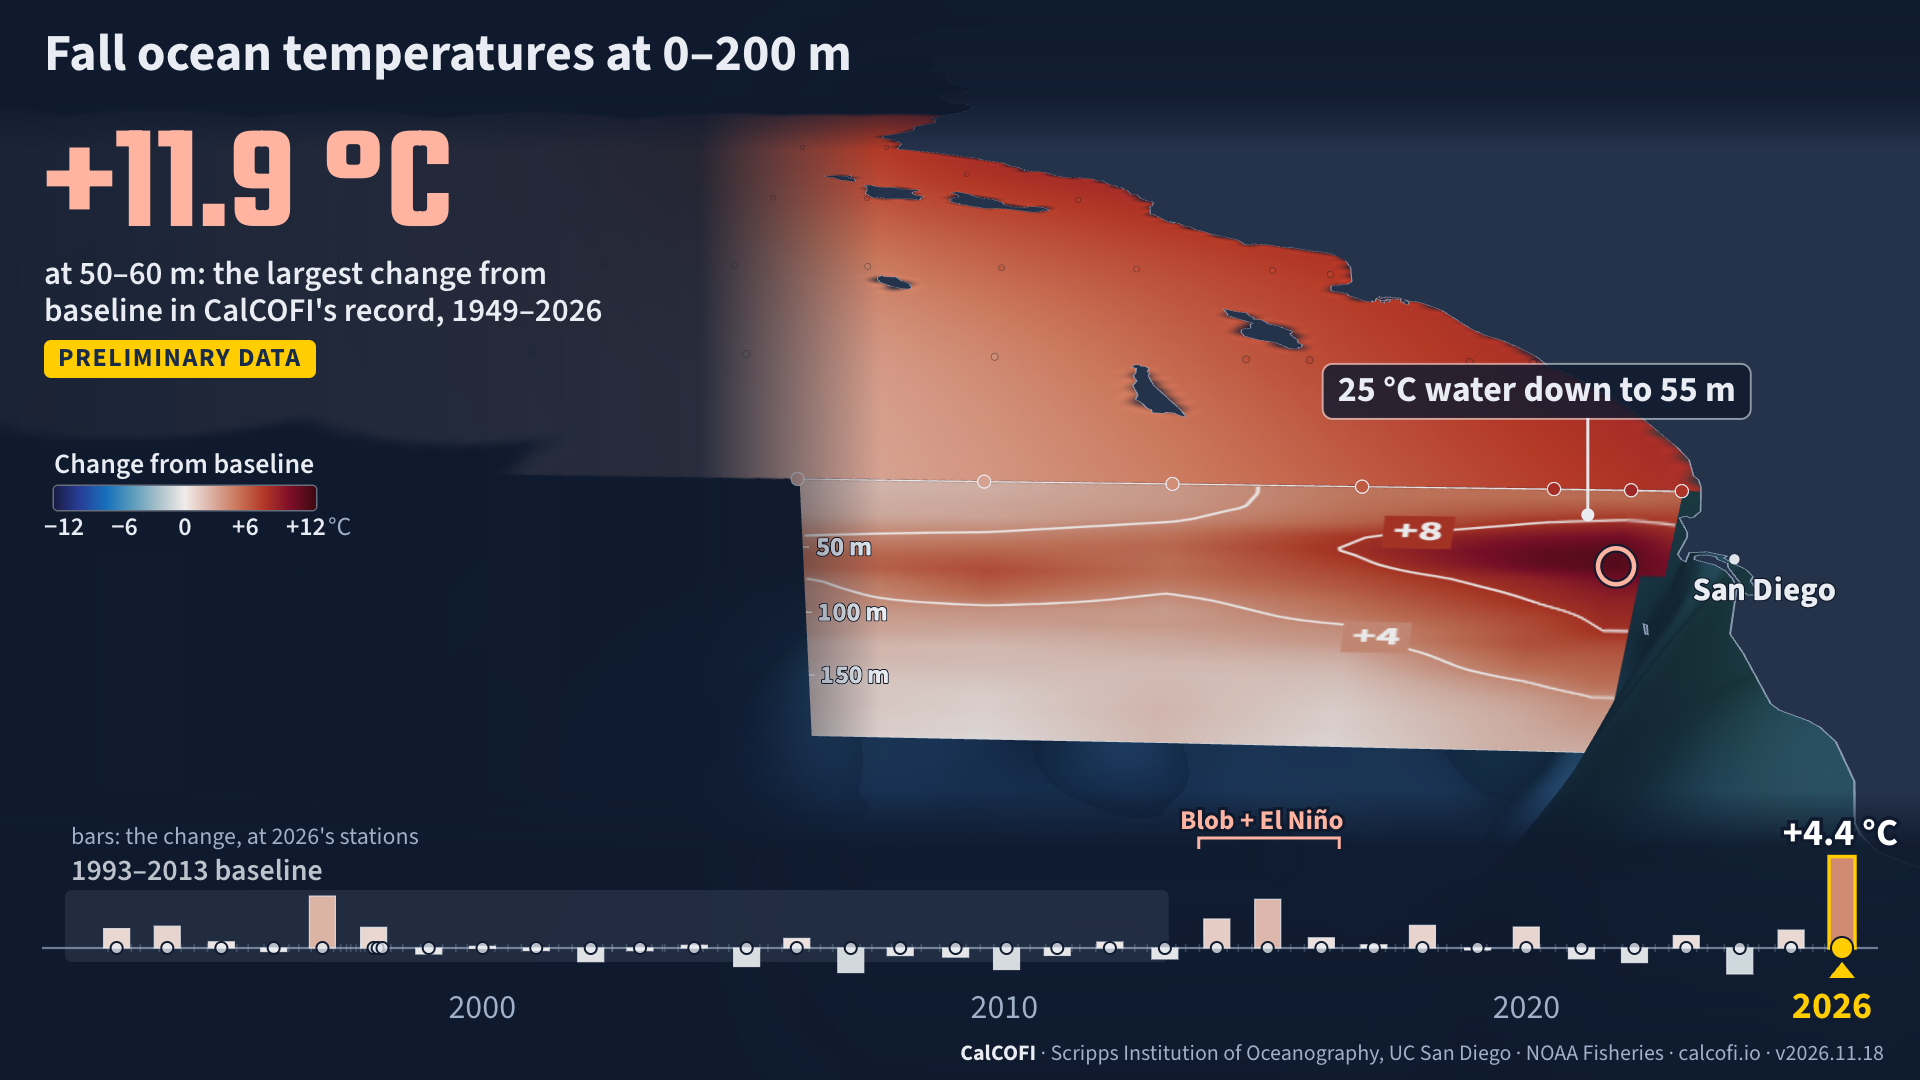 Fall ocean temperatures at 0–200 m
+11.9 °C
at 50–60 m: the largest change from
baseline in CalCOFI's record, 1949–2026
PRELIMINARY DATA
25 °C water down to 55 m
Change from baseline
−12 −6 0 +6 +12 °C
+8
50 m
San Diego
100 m
+4
150 m
Blob + El Niño
bars: the change, at 2026's stations
+4.4 °C
1993–2013 baseline
2000 2010 2020 2026
CalCOFI · Scripps Institution of Oceanography, UC San Diego · NOAA Fisheries · calcofi.io · v2026.11.18